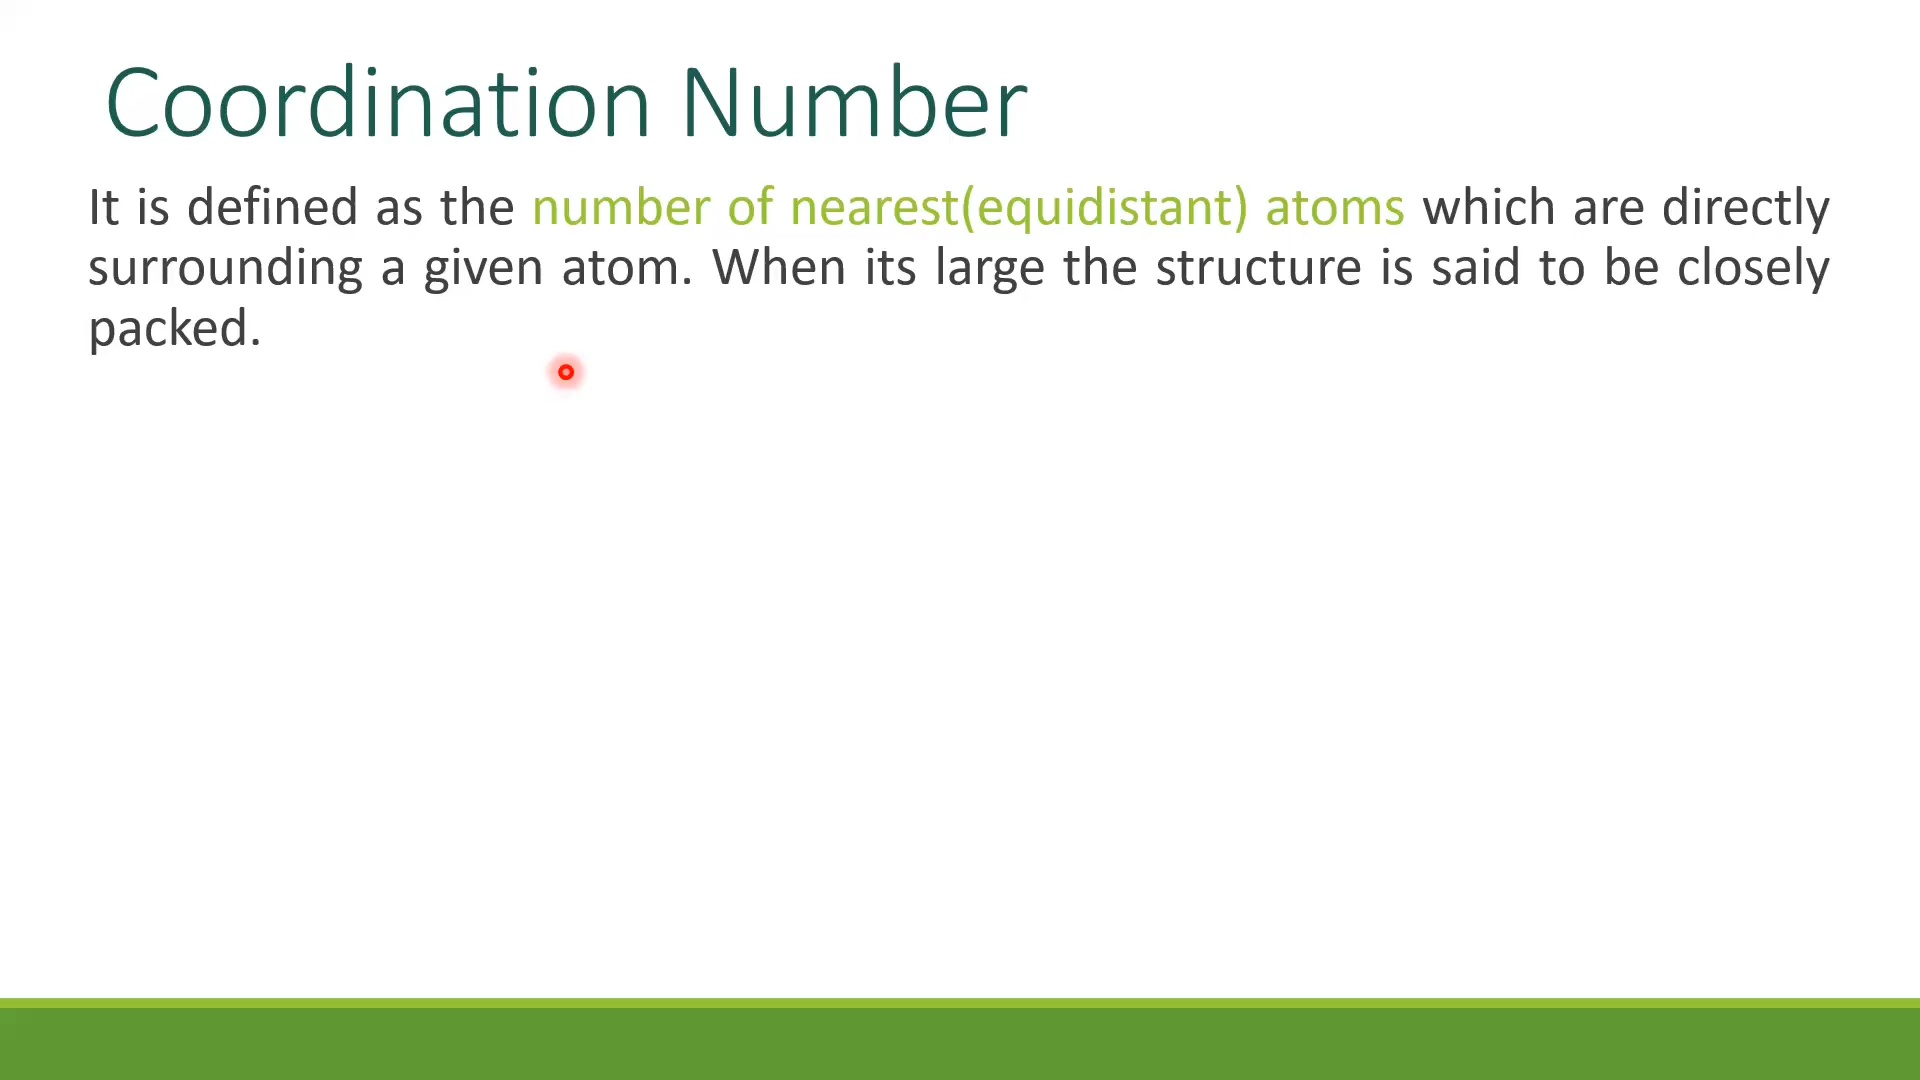 Coordination Number
It is defined as the number of nearest(equidistant) atoms which are directly
surrounding a given atom. When its large the structure is said to be closely
packed.